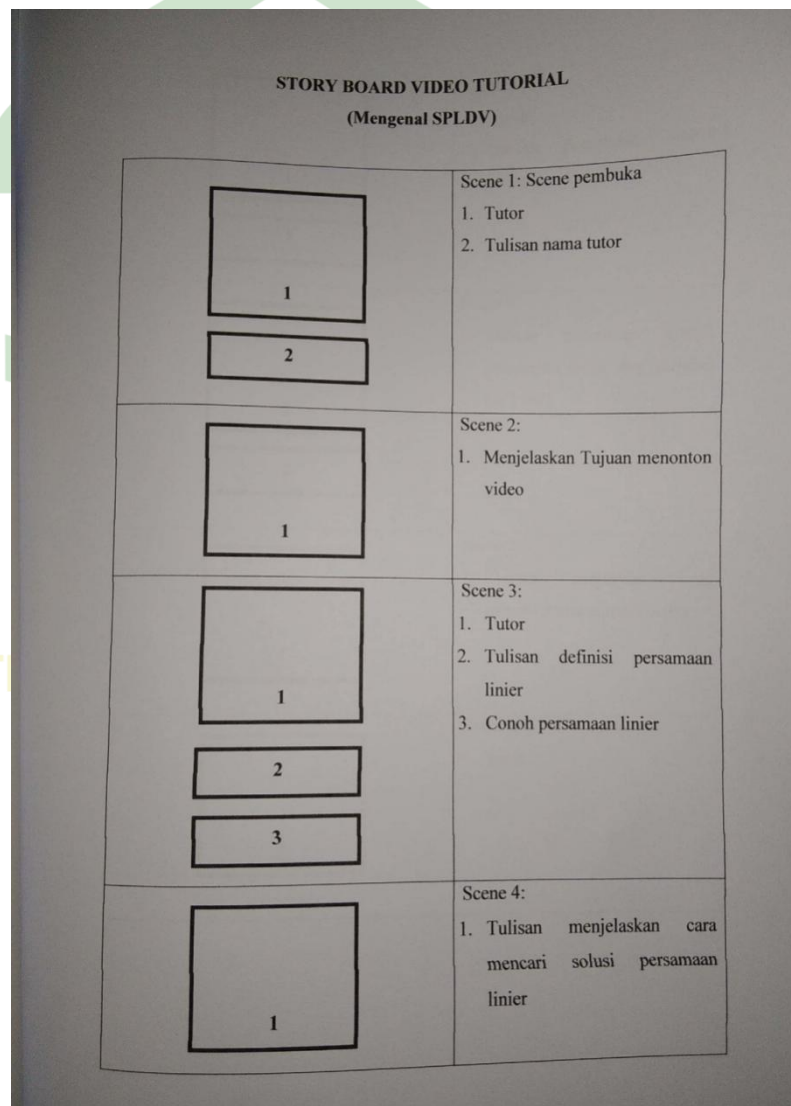 STORY BOARD VIDEO TUTORIAL
(Mengenal SPLDV)
1
2
Scene 1: Scene pembuka
1. Tutor
2. Tulisan nama tutor
1
Scene 2:
1. Menjelaskan Tujuan menonton
video
1
2
3
Scene 3:
1. Tutor
2. Tulisan definisi persamaan
linier
3. Conoh persamaan linier
1
Scene 4:
1. Tulisan menjelaskan cara
mencari solusi persamaan
linier